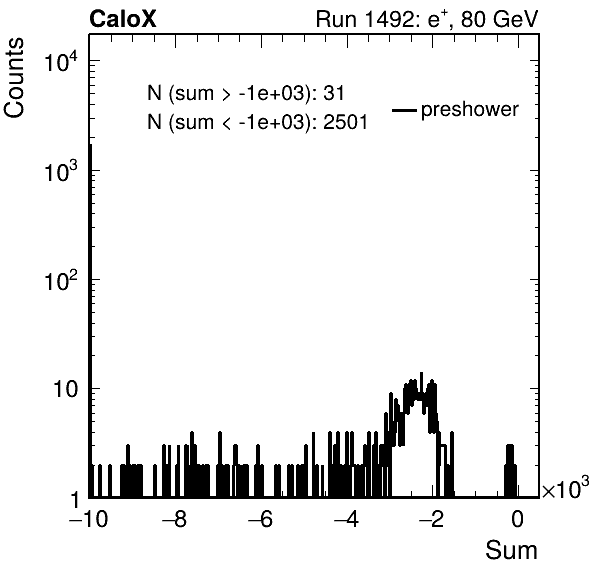 CaloX Run 1492: e⁺, 80 GeV
Counts
N (sum > -1e+03): 31
N (sum < -1e+03): 2501
preshower
10⁴
10³
10²
10
1
−10 −8 −6 −4 −2 0 ×10³
Sum